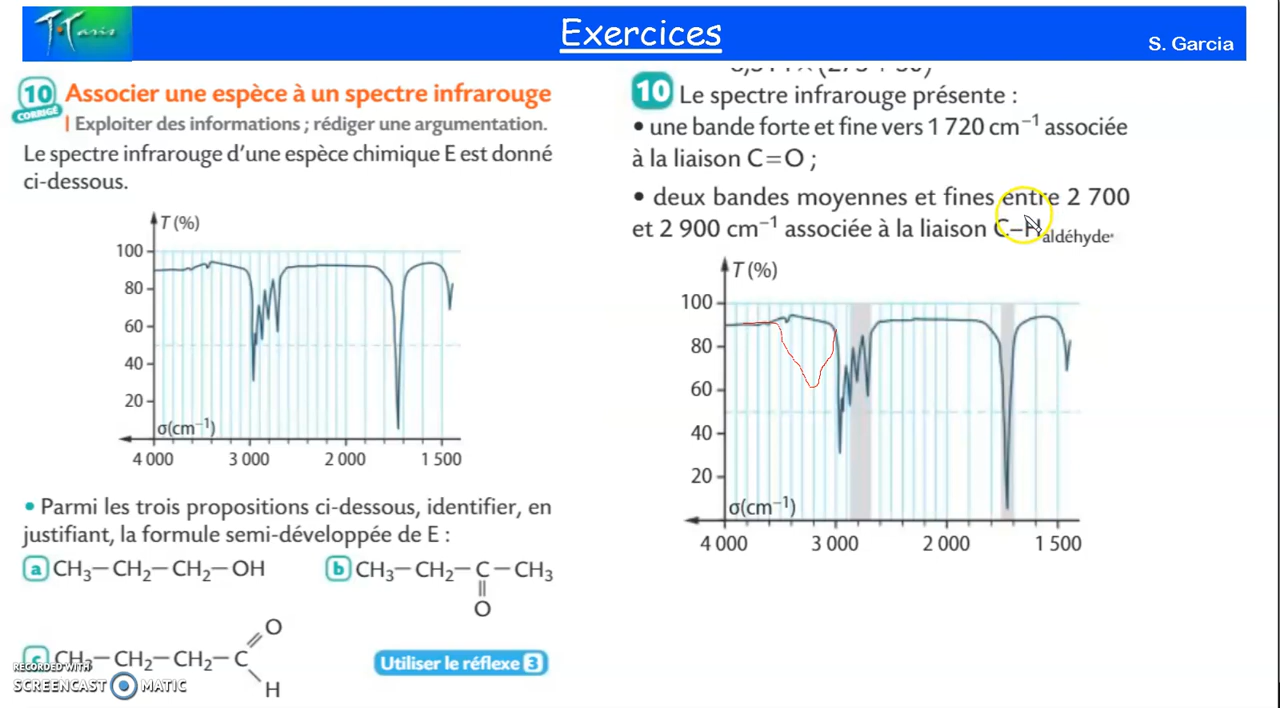 T.Taris
Exercices
S. Garcia
10 Associer une espèce à un spectre infrarouge
CORRIGÉ
| Exploiter des informations ; rédiger une argumentation.
Le spectre infrarouge d'une espèce chimique E est donné
ci-dessous.
T (%)
100
80
60
40
20
σ(cm⁻¹)
4 000 3 000 2 000 1 500
• Parmi les trois propositions ci-dessous, identifier, en
justifiant, la formule semi-développée de E :
a CH₃—CH₂—CH₂—OH b CH₃—CH₂—C—CH₃
||
O
O
c CH₃—CH₂—CH₂—C
H
Utiliser le réflexe 3
RECORDED WITH
SCREENCAST MATIC
10 Le spectre infrarouge présente :
• une bande forte et fine vers 1 720 cm⁻¹ associée
à la liaison C=O ;
• deux bandes moyennes et fines entre 2 700
et 2 900 cm⁻¹ associée à la liaison C–H aldéhyde.
T (%)
100
80
60
40
20
σ(cm⁻¹)
4 000 3 000 2 000 1 500